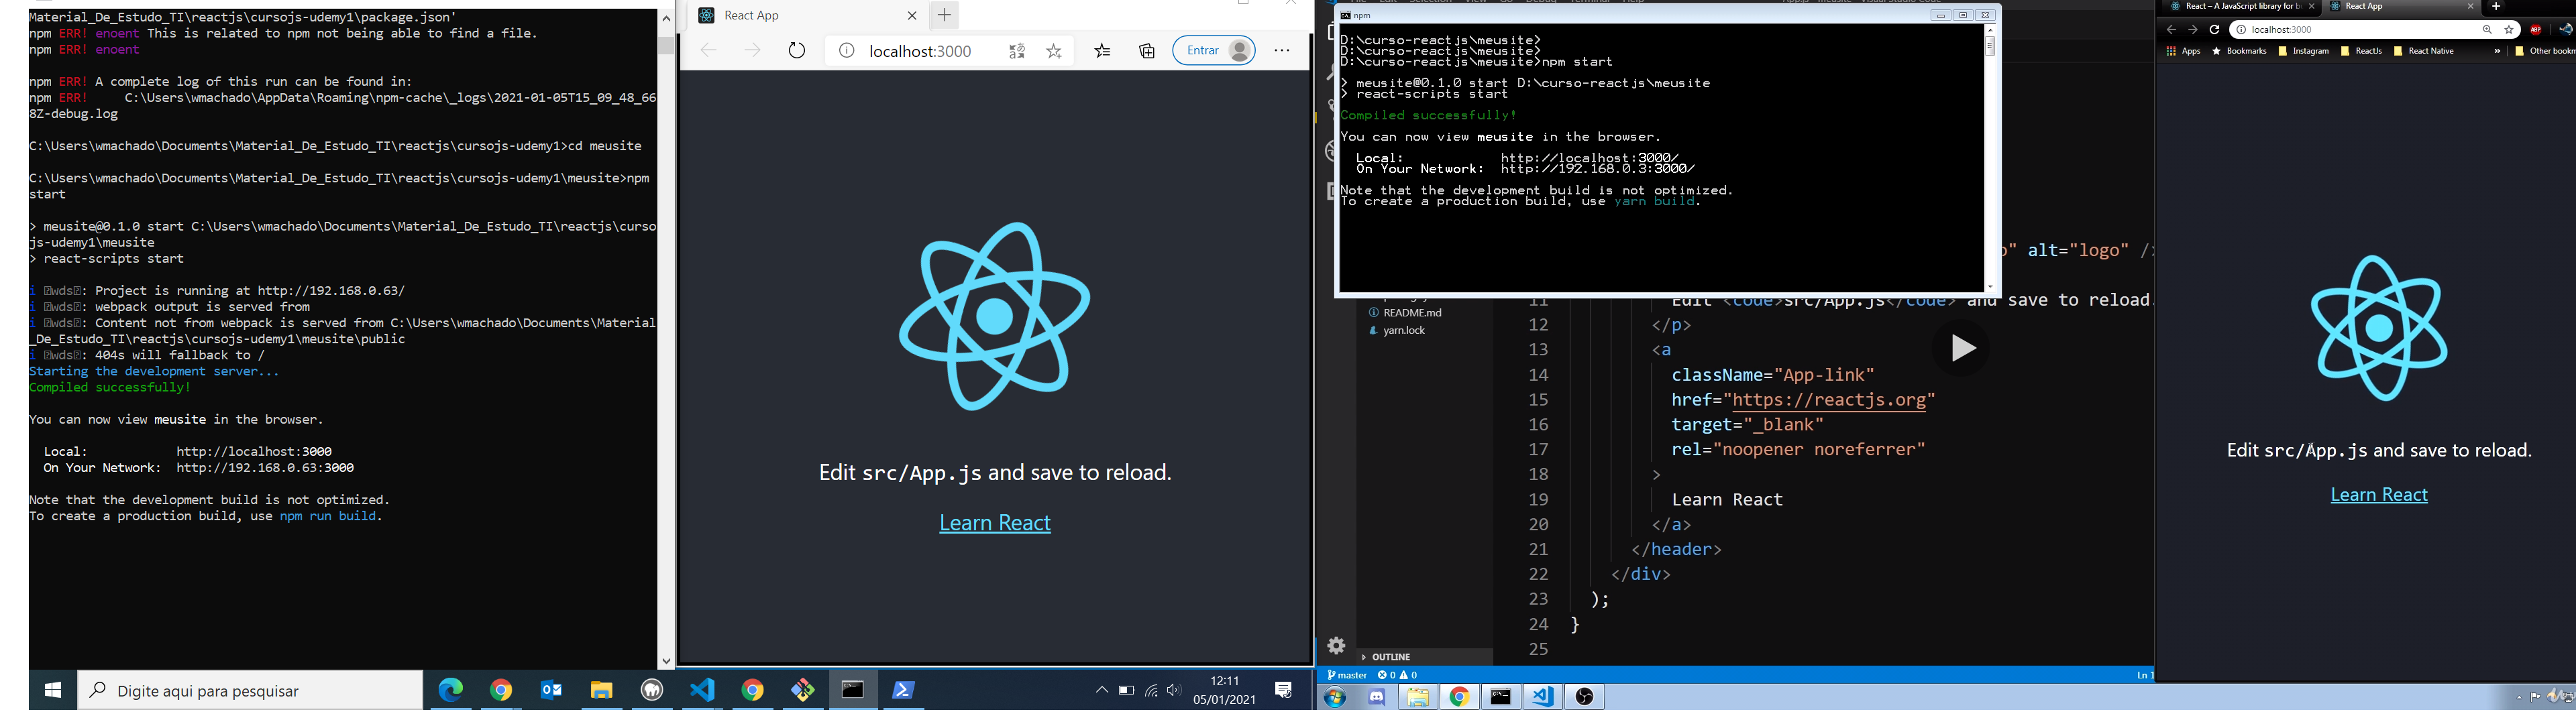 Material_De_Estudo_TI\reactjs\cursojs-udemy1\package.json'
npm ERR! enoent This is related to npm not being able to find a file.
npm ERR! enoent
npm ERR! A complete log of this run can be found in:
npm ERR!     C:\Users\wmachado\AppData\Roaming\npm-cache\_logs\2021-01-05T15_09_48_66
8Z-debug.log
C:\Users\wmachado\Documents\Material_De_Estudo_TI\reactjs\cursojs-udemy1>cd meusite
C:\Users\wmachado\Documents\Material_De_Estudo_TI\reactjs\cursojs-udemy1\meusite>npm
start
> meusite@0.1.0 start C:\Users\wmachado\Documents\Material_De_Estudo_TI\reactjs\curso
js-udemy1\meusite
> react-scripts start
i wds: Project is running at http://192.168.0.63/
i wds: webpack output is served from
i wds: Content not from webpack is served from C:\Users\wmachado\Documents\Material
_De_Estudo_TI\reactjs\cursojs-udemy1\meusite\public
i wds: 404s will fallback to /
Starting the development server...
Compiled successfully!
You can now view meusite in the browser.
Local:            http://localhost:3000
On Your Network:  http://192.168.0.63:3000
Note that the development build is not optimized.
To create a production build, use npm run build.
Digite aqui para pesquisar
12:11
05/01/2021
React App
localhost:3000
Entrar
Edit src/App.js and save to reload.
Learn React
npm
D:\curso-reactjs\meusite>
D:\curso-reactjs\meusite>
D:\curso-reactjs\meusite>npm start
> meusite@0.1.0 start D:\curso-reactjs\meusite
> react-scripts start
Compiled successfully!
You can now view meusite in the browser.
Local:            http://localhost:3000/
On Your Network:  http://192.168.0.3:3000/
Note that the development build is not optimized.
To create a production build, use yarn build.
README.md
yarn.lock
OUTLINE
" alt="logo" />
11 Edit <code>src/App.js</code> and save to reload.
12 </p>
13 <a
14 className="App-link"
15 href="https://reactjs.org"
16 target="_blank"
17 rel="noopener noreferrer"
18 >
19 Learn React
20 </a>
21 </header>
22 </div>
23 );
24 }
25
master 0 0
Ln 1
React – A JavaScript library for b
React App
localhost:3000
ABP
Apps Bookmarks Instagram ReactJs React Native » Other bookm
Edit src/App.js and save to reload.
Learn React